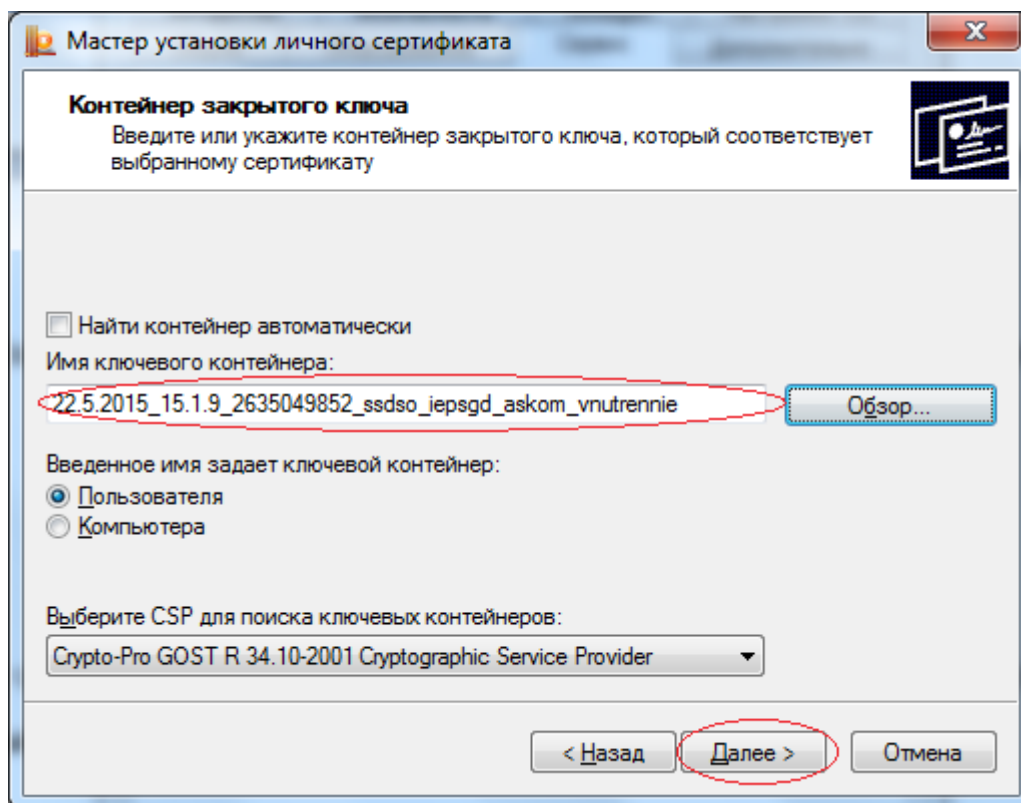 Мастер установки личного сертификата
Контейнер закрытого ключа
Введите или укажите контейнер закрытого ключа, который соответствует
выбранному сертификату
Найти контейнер автоматически
Имя ключевого контейнера:
22.5.2015_15.1.9_2635049852_ssdso_iepsgd_askom_vnutrennie
Обзор...
Введенное имя задает ключевой контейнер:
Пользователя
Компьютера
Выберите CSP для поиска ключевых контейнеров:
Crypto-Pro GOST R 34.10-2001 Cryptographic Service Provider
< Назад Далее > Отмена